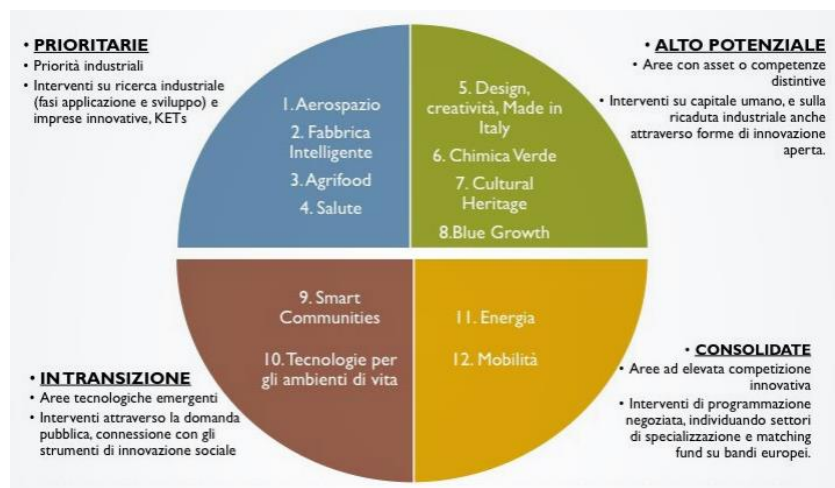 • PRIORITARIE
• Priorità industriali
• Interventi su ricerca industriale
(fasi applicazione e sviluppo) e
imprese innovative, KETs
1. Aerospazio
2. Fabbrica
Intelligente
3. Agrifood
4. Salute
5. Design,
creatività, Made in
Italy
6. Chimica Verde
7. Cultural
Heritage
8.Blue Growth
• ALTO POTENZIALE
• Aree con asset o competenze
distintive
• Interventi su capitale umano, e sulla
ricaduta industriale anche
attraverso forme di innovazione
aperta.
• IN TRANSIZIONE
• Aree tecnologiche emergenti
• Interventi attraverso la domanda
pubblica, connessione con gli
strumenti di innovazione sociale
9. Smart
Communities
10. Tecnologie per
gli ambienti di vita
11. Energia
12. Mobilità
• CONSOLIDATE
• Aree ad elevata competizione
innovativa
• Interventi di programmazione
negoziata, individuando settori
di specializzazione e matching
fund su bandi europei.